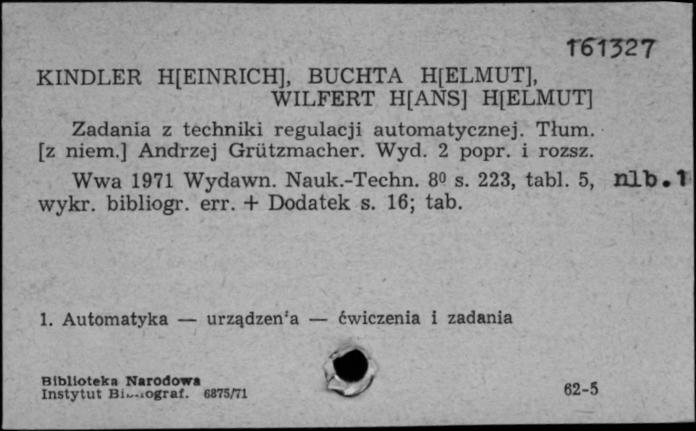 161327
KINDLER H[EINRICH], BUCHTA H[ELMUT],
WILFERT H[ANS] H[ELMUT]
Zadania z techniki regulacji automatycznej. Tłum.
[z niem.] Andrzej Grützmacher. Wyd. 2 popr. i rozsz.
Wwa 1971 Wydawn. Nauk.-Techn. 8⁰ s. 223, tabl. 5, nlb.1
wykr. bibliogr. err. + Dodatek s. 16; tab.
1. Automatyka — urządzenia — ćwiczenia i zadania
Biblioteka Narodowa
Instytut Bibliograf. 6875/71
62-5